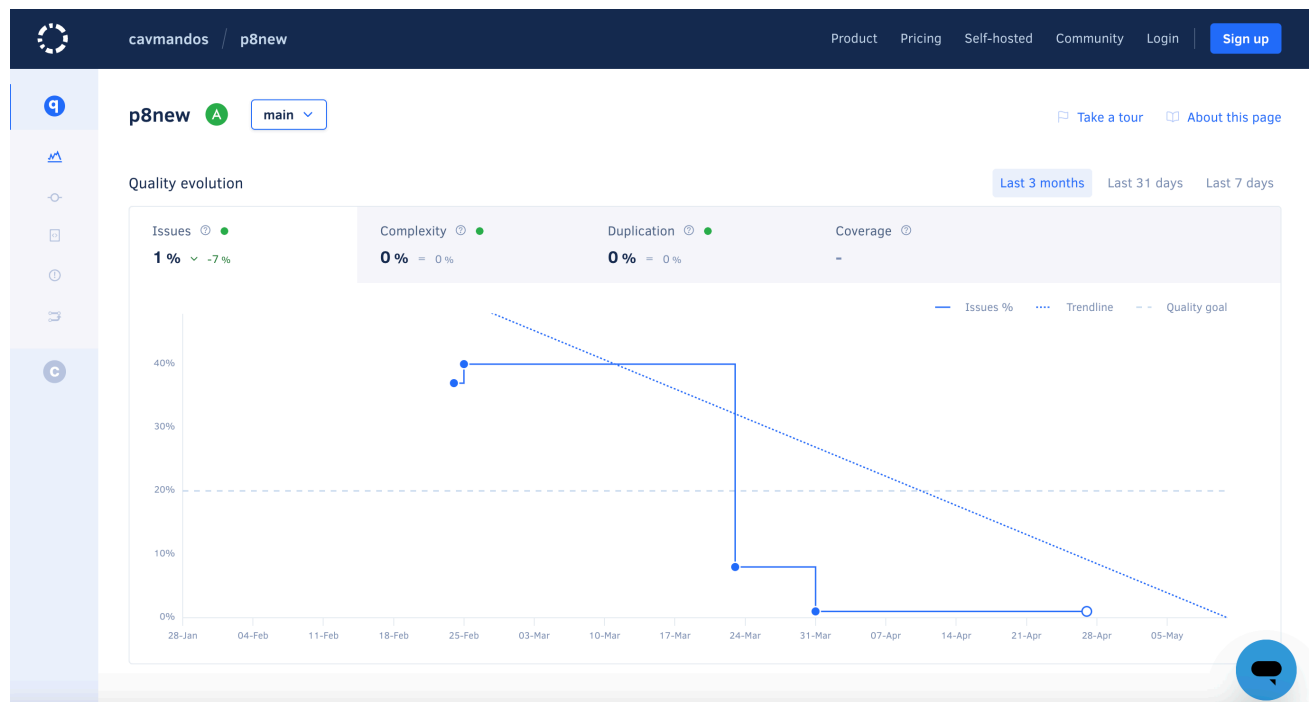 cavmandos / p8new Product Pricing Self-hosted Community Login Sign up
p8new A main Take a tour About this page
Quality evolution Last 3 months Last 31 days Last 7 days
Issues Complexity Duplication Coverage
1 % -7 % 0 % = 0 % 0 % = 0 % -
Issues % Trendline Quality goal
40%
30%
20%
10%
0%
28-Jan 04-Feb 11-Feb 18-Feb 25-Feb 03-Mar 10-Mar 17-Mar 24-Mar 31-Mar 07-Apr 14-Apr 21-Apr 28-Apr 05-May
C